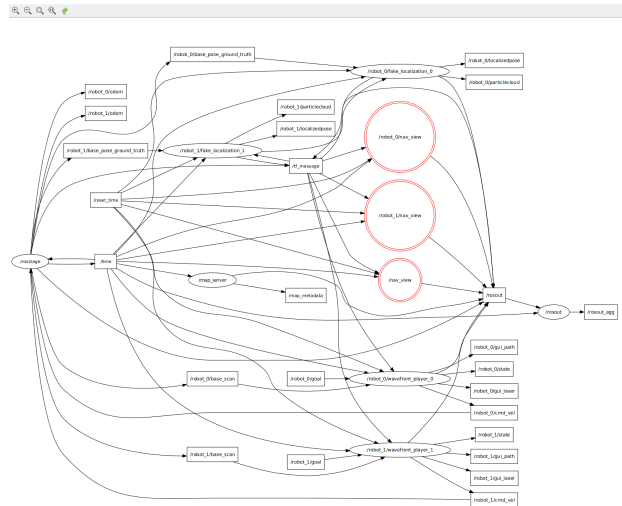 /robot_0/base_pose_ground_truth
/robot_0/localizedpose
/robot_0/fake_localization_0
/robot_0/particlecloud
/robot_0/odom
/robot_1/particlecloud
/robot_1/odom
/robot_1/localizedpose
/robot_0/nav_view
/robot_1/base_pose_ground_truth
/robot_1/fake_localization_1
/tf_message
/reset_time
/robot_1/nav_view
/rosstage
/time
/map_server
/nav_view
/map_metadata
/rosout
/rosout
/rosout_agg
/robot_0/gui_path
/robot_0/state
/robot_0/base_scan
/robot_0/goal
/robot_0/wavefront_player_0
/robot_0/gui_laser
/robot_0/cmd_vel
/robot_1/state
/robot_1/wavefront_player_1
/robot_1/base_scan
/robot_1/gui_path
/robot_1/goal
/robot_1/gui_laser
/robot_1/cmd_vel